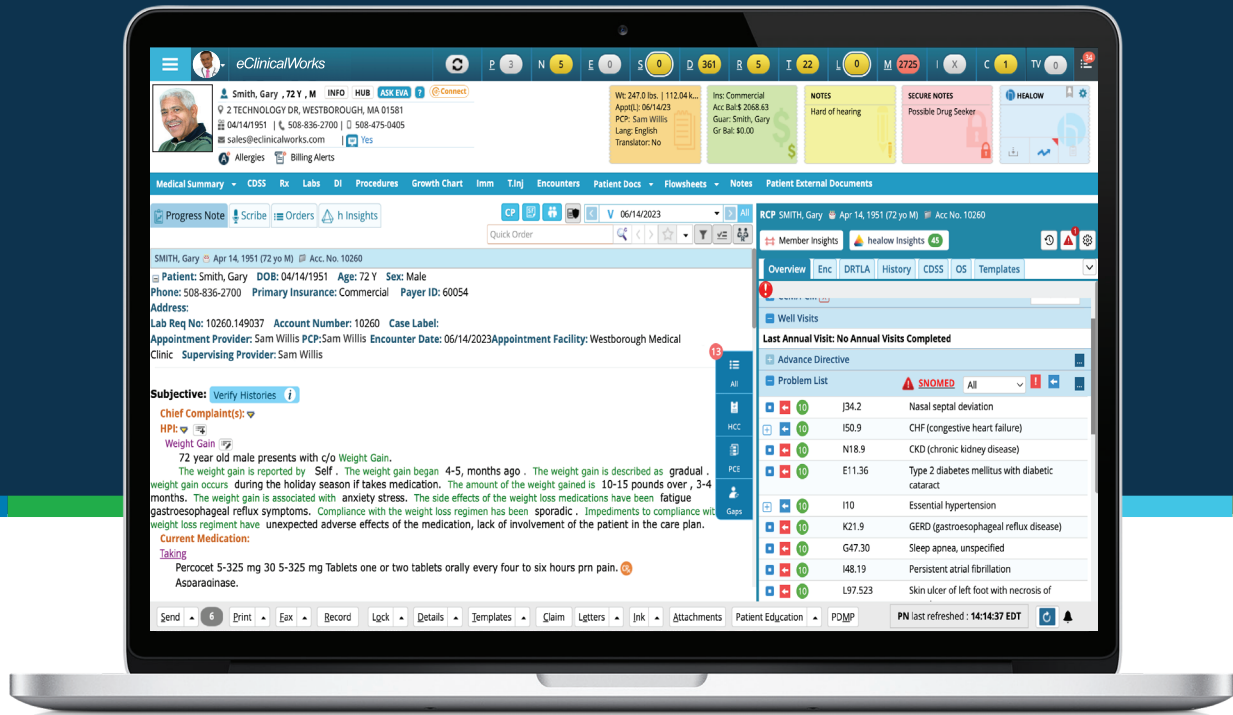 eClinicalWorks
P 3 N 5 E 0 S 0 D 361 R 5 T 22 L 0 M 2725 I X C 1 TV 0 34
Smith, Gary , 72 Y , M INFO HUB ASK EVA ? Connect
2 TECHNOLOGY DR, WESTBOROUGH, MA 01581
04/14/1951 | 508-836-2700 | 508-475-0405
sales@eclinicalworks.com | Yes
Allergies Billing Alerts
Wt: 247.0 lbs. | 112.04 k...
Appt(L): 06/14/23
PCP: Sam Willis
Lang: English
Translator: No
Ins: Commercial
Acc Bal:$ 2068.63
Guar: Smith, Gary
Gr Bal: $0.00
NOTES
Hard of hearing
SECURE NOTES
Possible Drug Seeker
HEALOW
Medical Summary CDSS Rx Labs DI Procedures Growth Chart Imm T.Inj Encounters Patient Docs Flowsheets Notes Patient External Documents
Progress Note Scribe Orders h Insights
CP V 06/14/2023 All
Quick Order
SMITH, Gary Apr 14, 1951 (72 yo M) Acc. No. 10260
Patient: Smith, Gary DOB: 04/14/1951 Age: 72 Y Sex: Male
Phone: 508-836-2700 Primary Insurance: Commercial Payer ID: 60054
Address:
Lab Req No: 10260.149037 Account Number: 10260 Case Label:
Appointment Provider: Sam Willis PCP:Sam Willis Encounter Date: 06/14/2023Appointment Facility: Westborough Medical
Clinic Supervising Provider: Sam Willis
Subjective: Verify Histories i
Chief Complaint(s):
HPI:
Weight Gain
72 year old male presents with c/o Weight Gain.
The weight gain is reported by Self . The weight gain began 4-5, months ago . The weight gain is described as gradual .
weight gain occurs during the holiday season if takes medication. The amount of the weight gained is 10-15 pounds over , 3-4
months. The weight gain is associated with anxiety stress. The side effects of the weight loss medications have been fatigue
gastroesophageal reflux symptoms. Compliance with the weight loss regimen has been sporadic . Impediments to compliance wit
weight loss regiment have unexpected adverse effects of the medication, lack of involvement of the patient in the care plan.
Current Medication:
Taking
Percocet 5-325 mg 30 5-325 mg Tablets one or two tablets orally every four to six hours prn pain.
Asparaginase.
13
All
HCC
PCE
Gaps
RCP SMITH, Gary Apr 14, 1951 (72 yo M) Acc No. 10260
Member Insights healow Insights 45 1
Overview Enc DRTLA History CDSS OS Templates
Well Visits
Last Annual Visit: No Annual Visits Completed
Advance Directive
Problem List SNOMED All
10 J34.2 Nasal septal deviation
10 I50.9 CHF (congestive heart failure)
10 N18.9 CKD (chronic kidney disease)
10 E11.36 Type 2 diabetes mellitus with diabetic
cataract
10 I10 Essential hypertension
10 K21.9 GERD (gastroesophageal reflux disease)
10 G47.30 Sleep apnea, unspecified
10 I48.19 Persistent atrial fibrillation
10 L97.523 Skin ulcer of left foot with necrosis of
Send 6 Print Fax Record Lock Details Templates Claim Letters Ink Attachments Patient Education PDMP PN last refreshed : 14:14:37 EDT